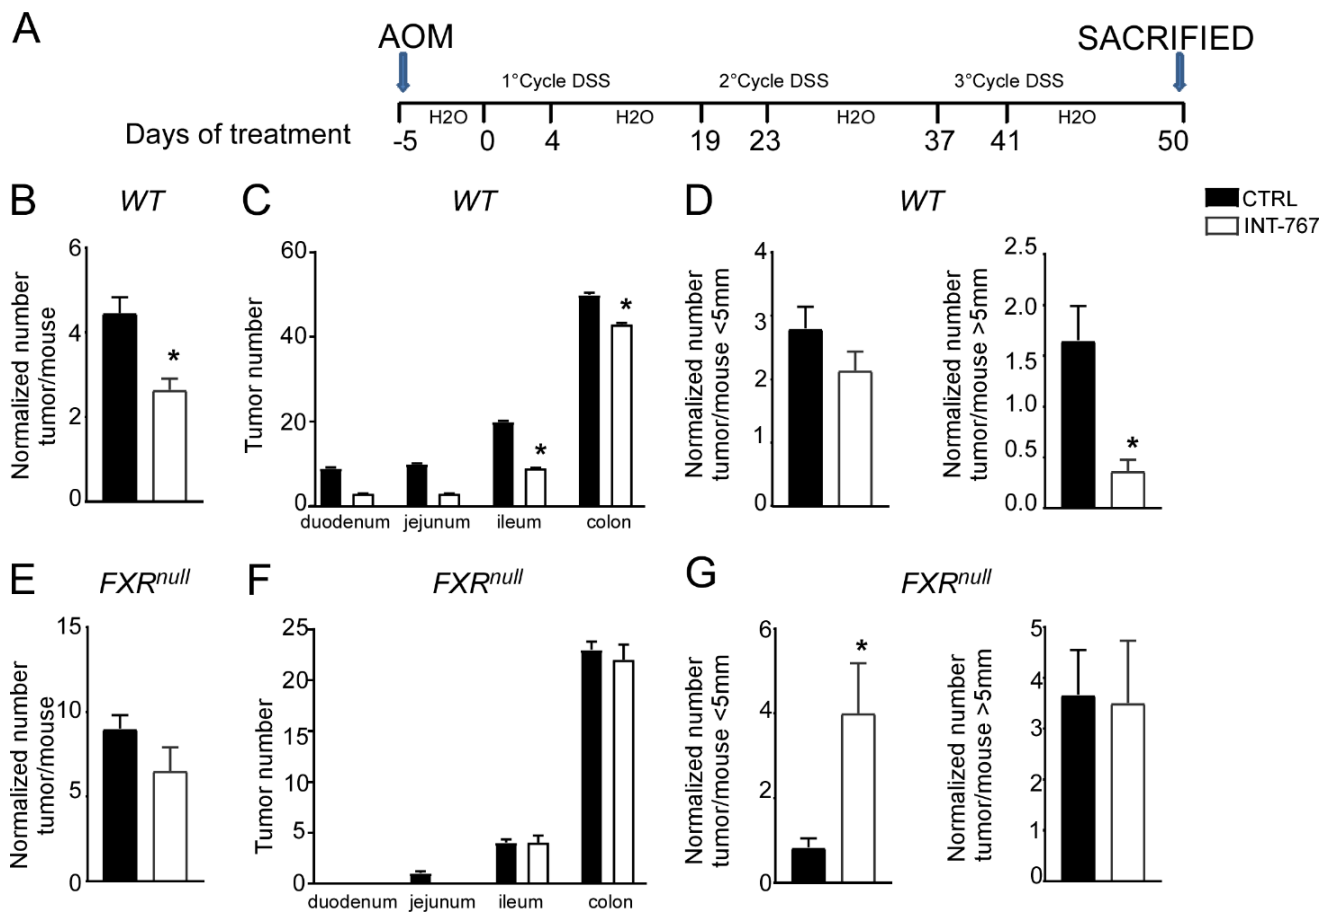 A
AOM
SACRIFIED
1°Cycle DSS
2°Cycle DSS
3°Cycle DSS
H2O
H2O
H2O
H2O
Days of treatment
-5
0
4
19
23
37
41
50
B
WT
C
WT
D
WT
CTRL
INT-767
Normalized number
tumor/mouse
6
4
2
0
*
Tumor number
60
40
20
0
*
*
duodenum
jejunum
ileum
colon
Normalized number
tumor/mouse <5mm
4
3
2
1
0
Normalized number
tumor/mouse >5mm
2.5
2.0
1.5
1.0
0.5
0.0
*
E
FXRnull
F
FXRnull
G
FXRnull
Normalized number
tumor/mouse
15
10
5
0
Tumor number
25
20
15
10
5
0
duodenum
jejunum
ileum
colon
Normalized number
tumor/mouse <5mm
6
4
2
0
*
Normalized number
tumor/mouse >5mm
5
4
3
2
1
0